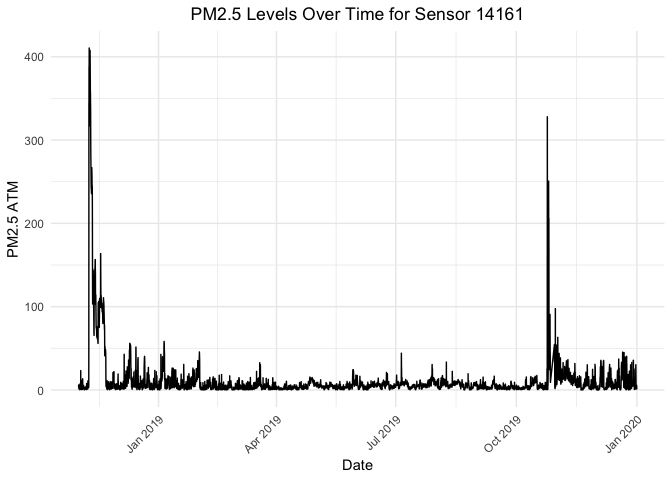 PM2.5 Levels Over Time for Sensor 14161
400
300
200
100
0
PM2.5 ATM
Jan 2019
Apr 2019
Jul 2019
Oct 2019
Jan 2020
Date